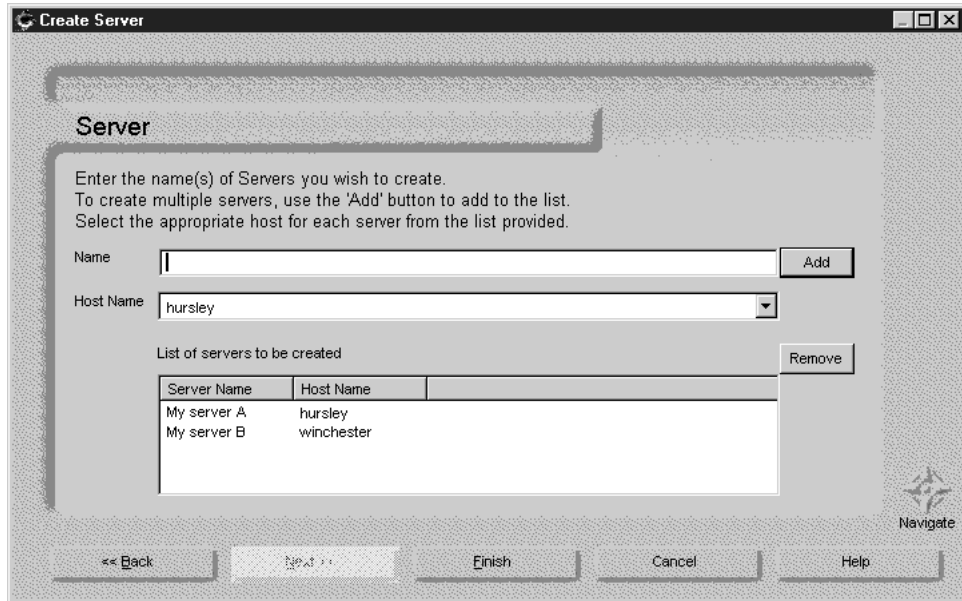 Create Server
Server
Enter the name(s) of Servers you wish to create.
To create multiple servers, use the 'Add' button to add to the list.
Select the appropriate host for each server from the list provided.
Name
Add
Host Name
hursley
List of servers to be created
Remove
Server Name Host Name
My server A hursley
My server B winchester
Navigate
<< Back Next >> Finish Cancel Help